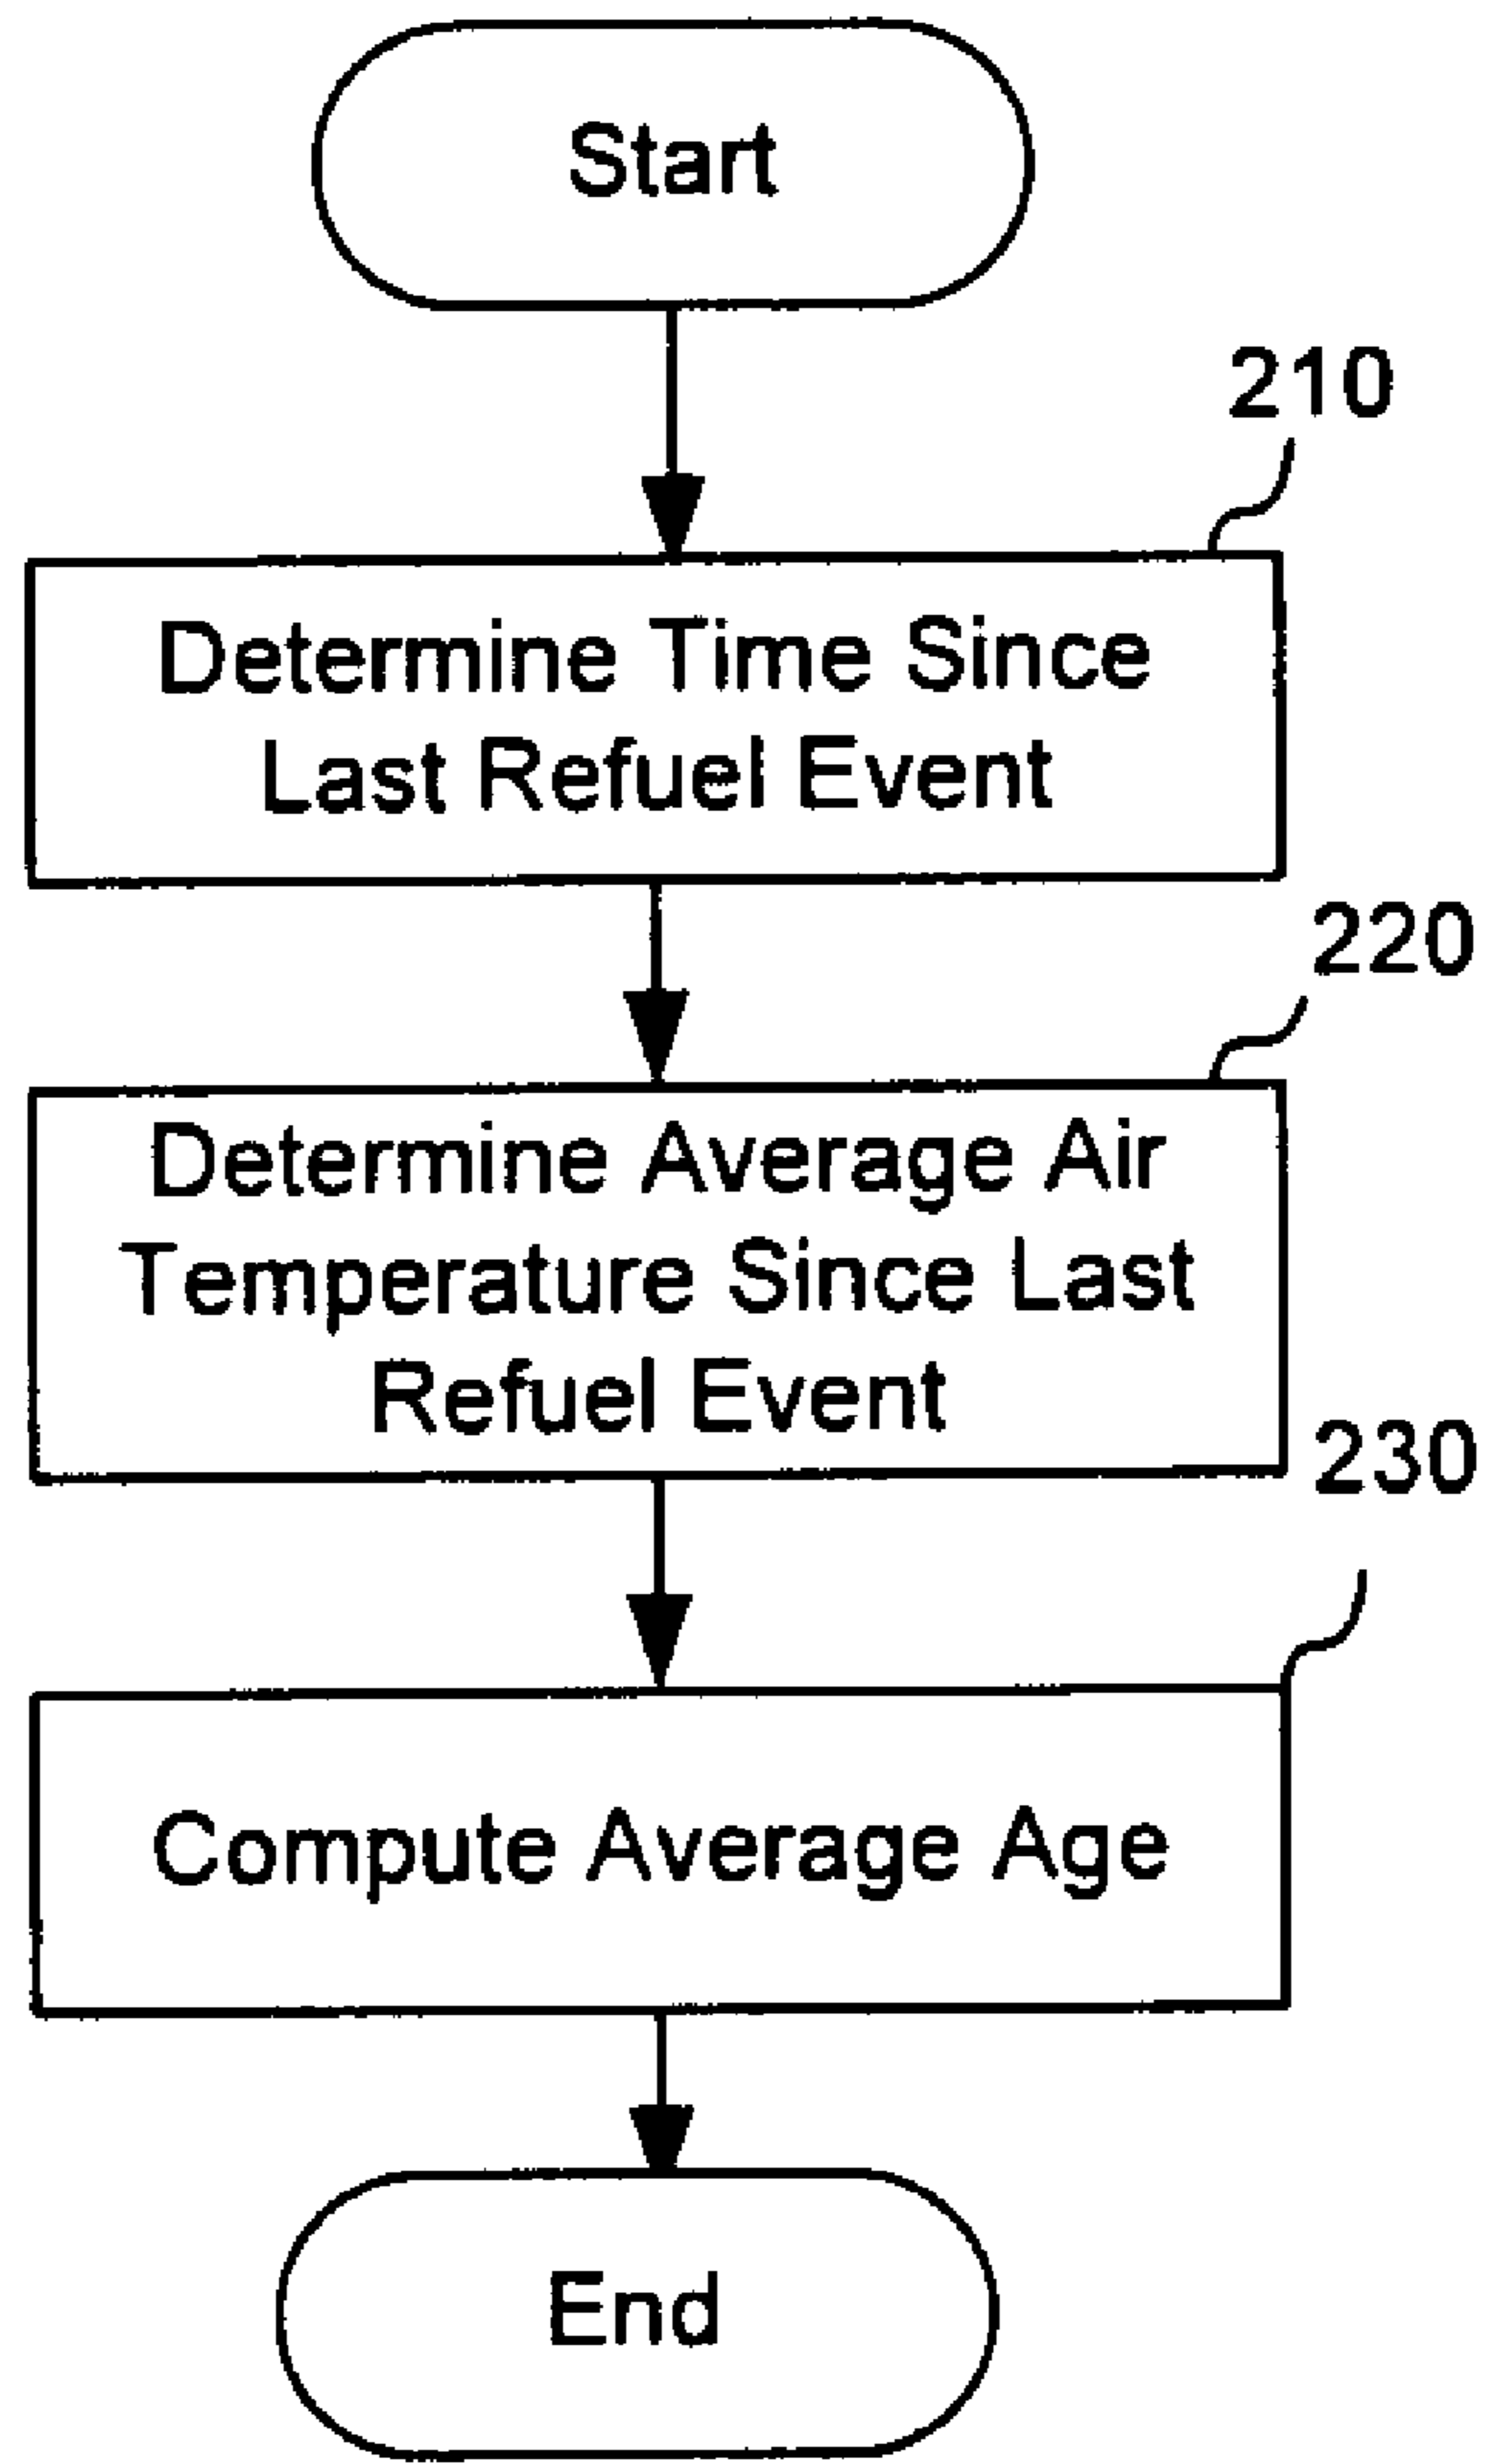 Start
210
Determine Time Since
Last Refuel Event
220
Determine Average Air
Temperature Since Last
Refuel Event
230
Compute Average Age
End